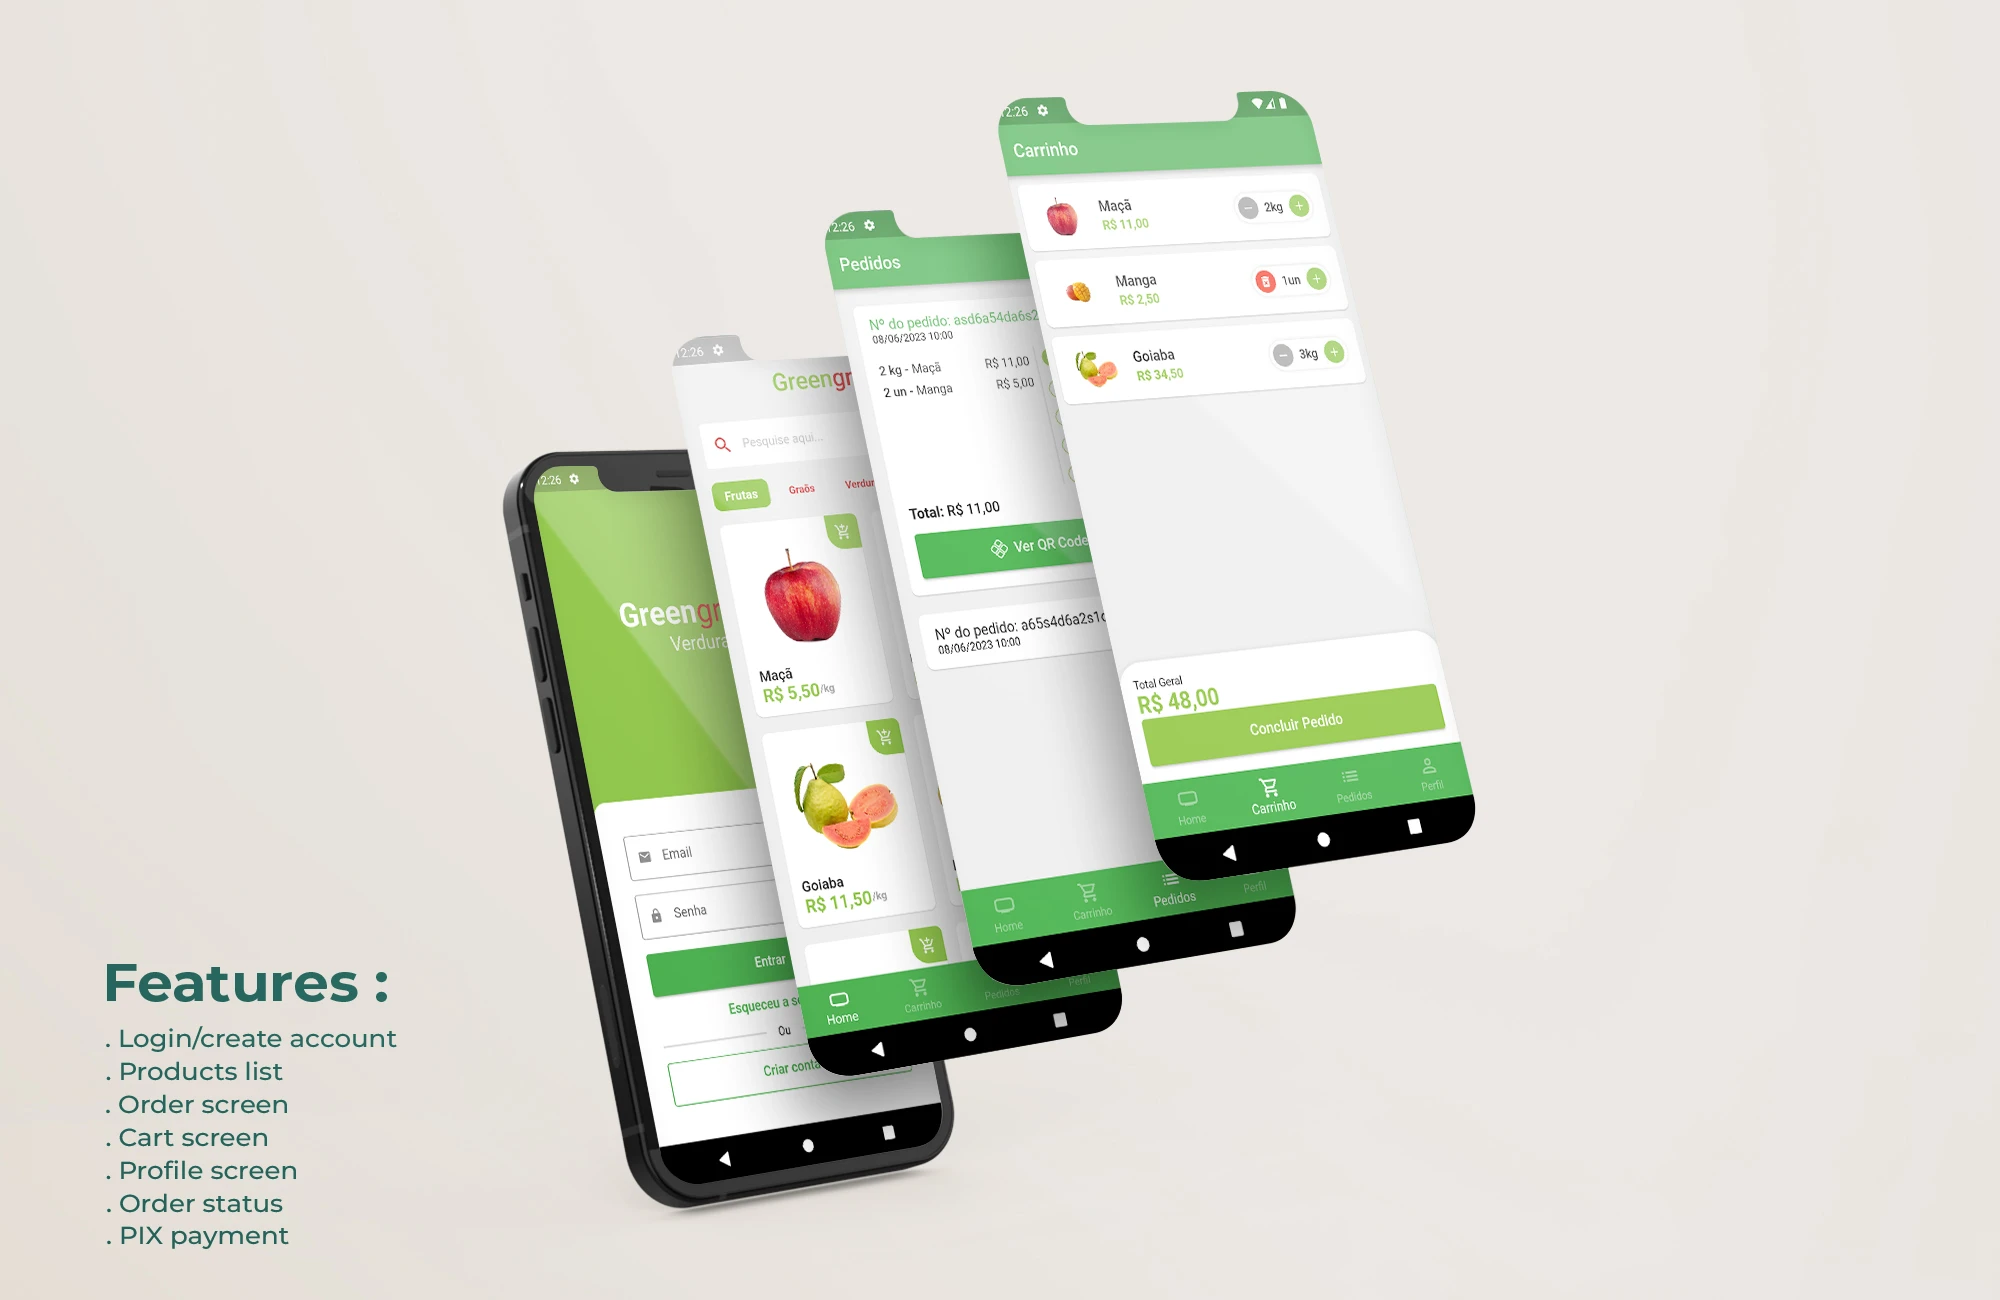 Features :
. Login/create account
. Products list
. Order screen
. Cart screen
. Profile screen
. Order status
. PIX payment
12:26
Verdura
Email
Senha
Entrar
Esqueceu a
Ou
Criar conta
12:26
Pesquise aqui...
Frutas Graõs
Maçã
R$ 5,50/kg
Goiaba
R$ 11,50/kg
Home Carrinho Pedidos Perfil
12:26
Pedidos
Nº do pedido: asd6a54da6s2
08/06/2023 10:00
2 kg - Maçã R$ 11,00
2 un - Manga R$ 5,00
Total: R$ 11,00
Ver QR Code
Nº do pedido: a65s4d6a2s1
08/06/2023 10:00
Home Carrinho Pedidos Perfil
12:26
Carrinho
Maçã
R$ 11,00
2kg
Manga
R$ 2,50
1un
Goiaba
R$ 34,50
3kg
Total Geral
R$ 48,00
Concluir Pedido
Home Carrinho Pedidos Perfil